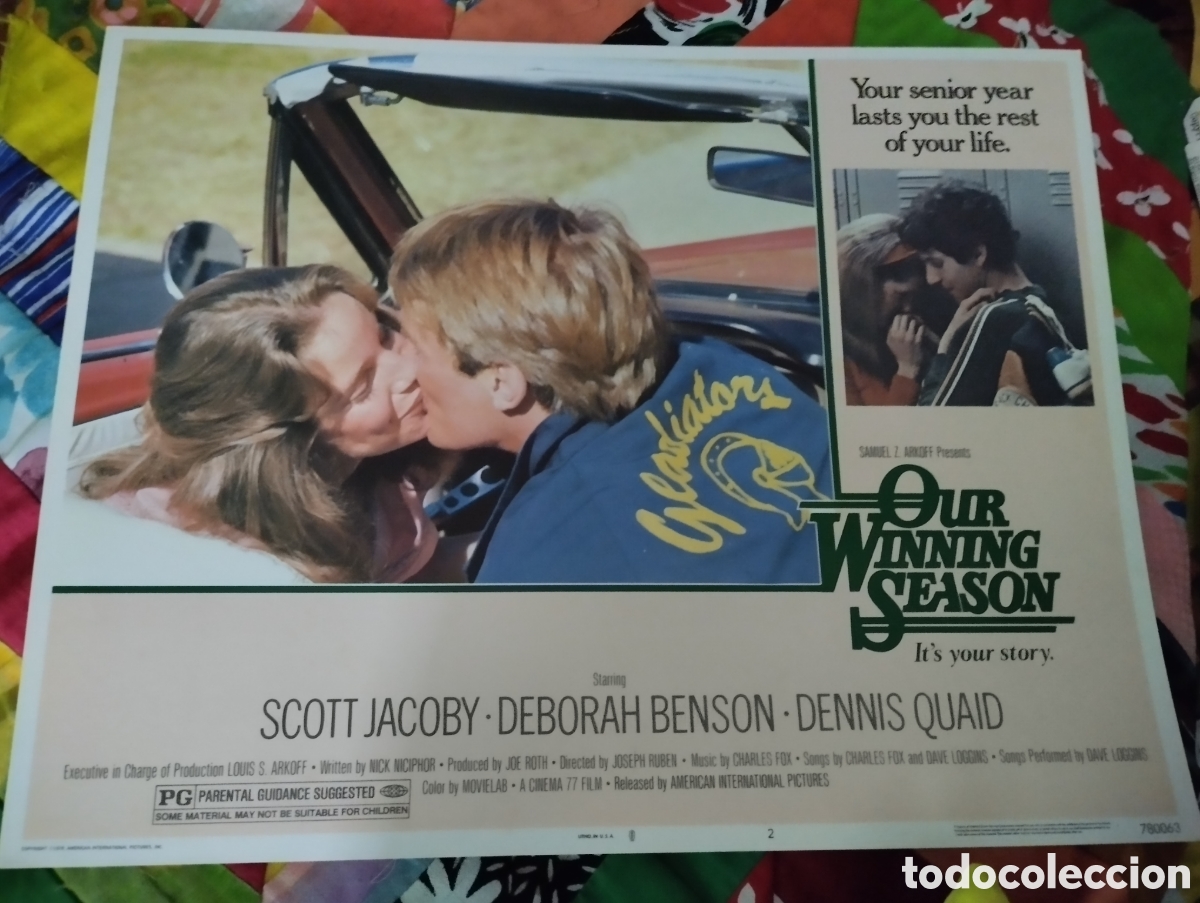 Your senior year
lasts you the rest
of your life.
Gladiators
SAMUEL Z. ARKOFF Presents
OUR
WINNING
SEASON
It's your story.
Starring
SCOTT JACOBY · DEBORAH BENSON · DENNIS QUAID
Executive in Charge of Production LOUIS S. ARKOFF • Written by NICK NICIPHOR • Produced by JOE ROTH • Directed by JOSEPH RUBEN • Music by CHARLES FOX • Songs by CHARLES FOX and DAVE LOGGINS • Songs Performed by DAVE LOGGINS
Color by MOVIELAB • A CINEMA 77 FILM • Released by AMERICAN INTERNATIONAL PICTURES
PG PARENTAL GUIDANCE SUGGESTED
SOME MATERIAL MAY NOT BE SUITABLE FOR CHILDREN
2
780063
todocoleccion